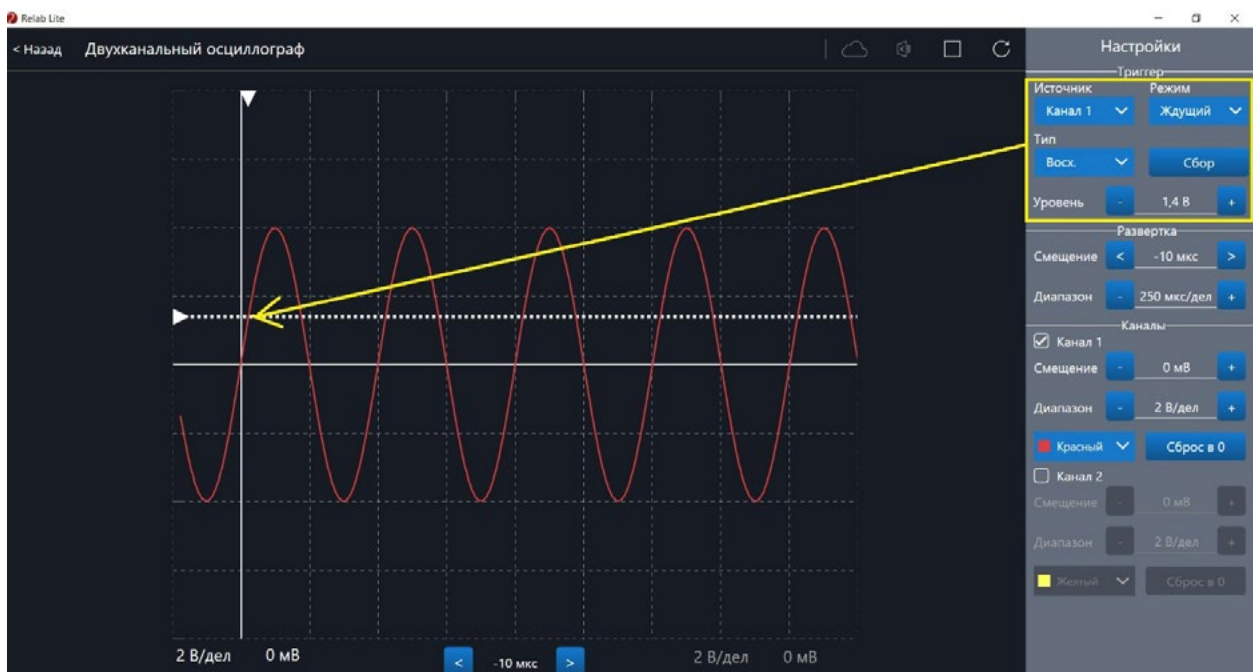 Relab Lite
< Назад Двухканальный осциллограф
Настройки
Триггер
Источник Режим
Канал 1 Ждущий
Тип
Восх. Сбор
Уровень - 1,4 В +
Развертка
Смещение < -10 мкс >
Диапазон - 250 мкс/дел +
Каналы
Канал 1
Смещение - 0 мВ +
Диапазон - 2 В/дел +
Красный Сброс в 0
Канал 2
Смещение - 0 мВ +
Диапазон - 2 В/дел +
Желтый Сброс в 0
2 В/дел 0 мВ < -10 мкс > 2 В/дел 0 мВ